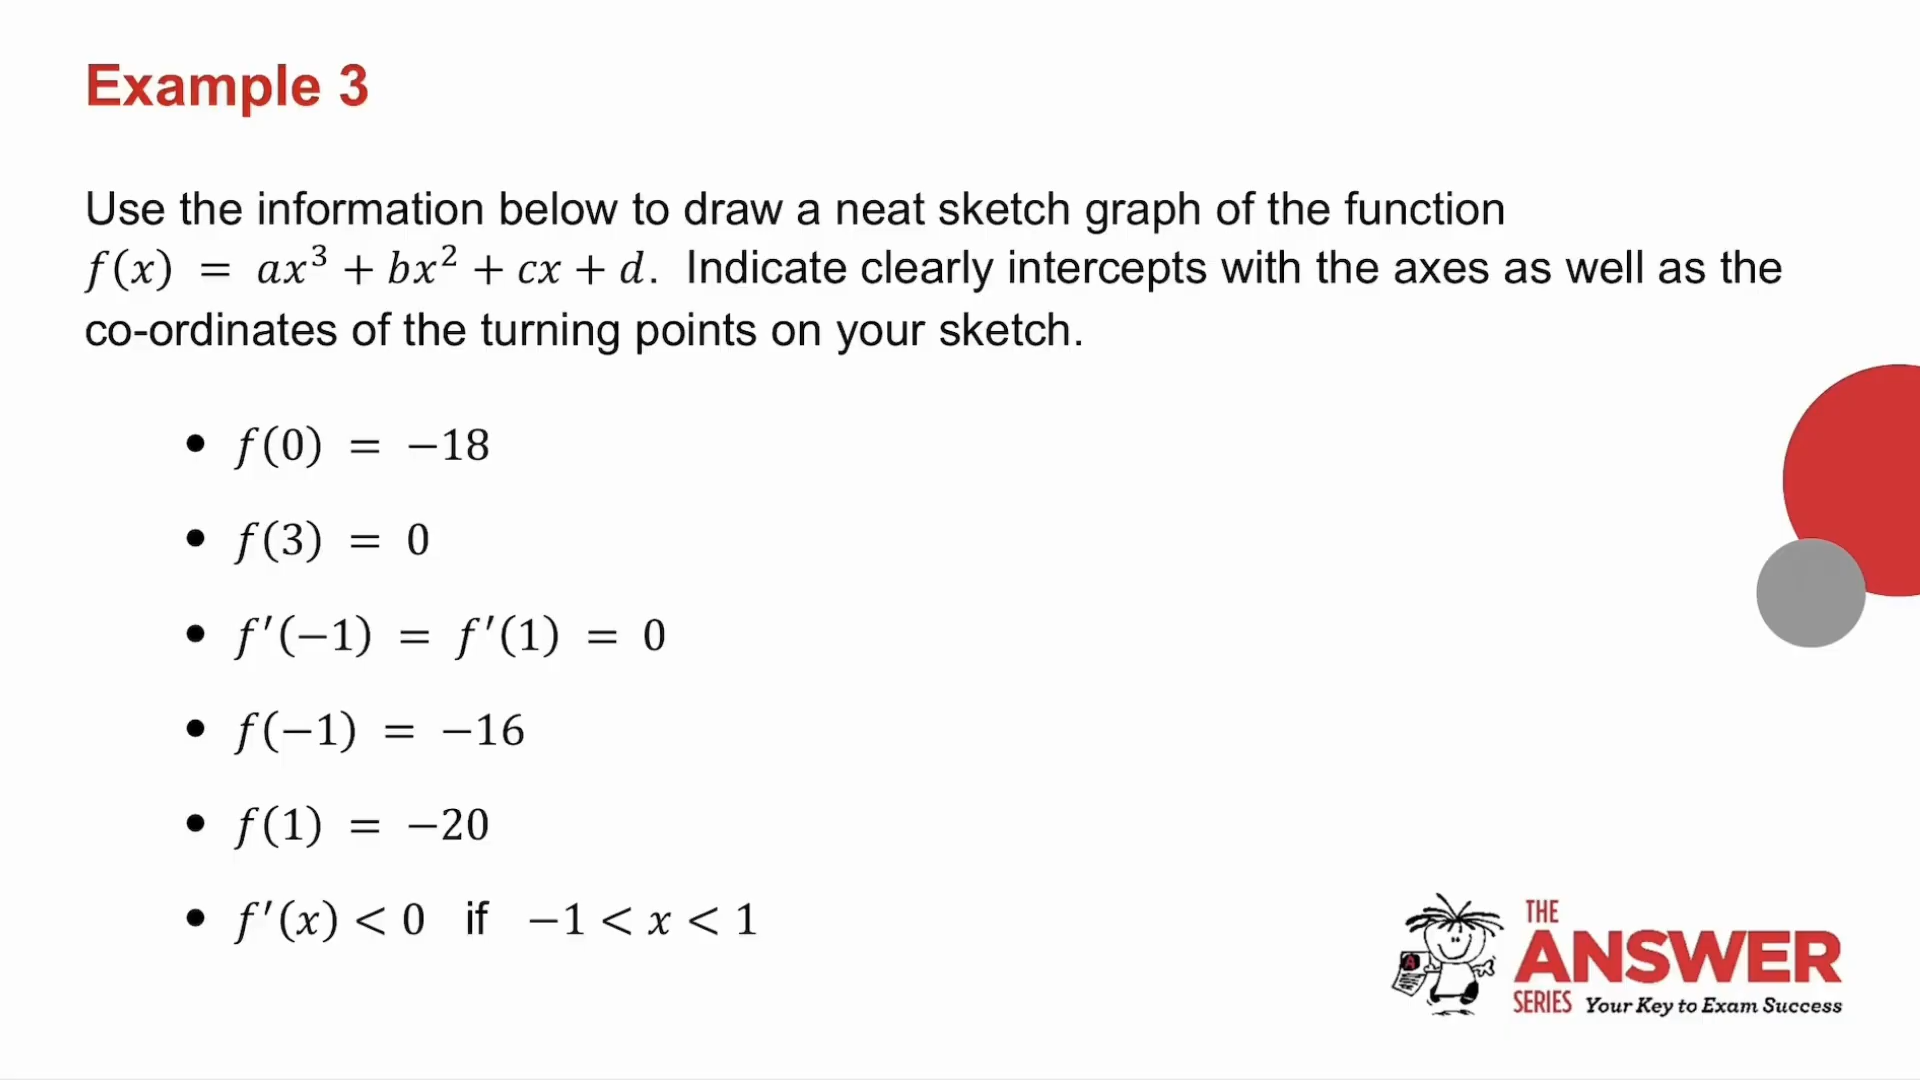 Example 3
Use the information below to draw a neat sketch graph of the function
f(x) = ax³ + bx² + cx + d. Indicate clearly intercepts with the axes as well as the
co-ordinates of the turning points on your sketch.
• f(0) = −18
• f(3) = 0
• f′(−1) = f′(1) = 0
• f(−1) = −16
• f(1) = −20
• f′(x) < 0 if −1 < x < 1
THE
ANSWER
SERIES Your Key to Exam Success
A